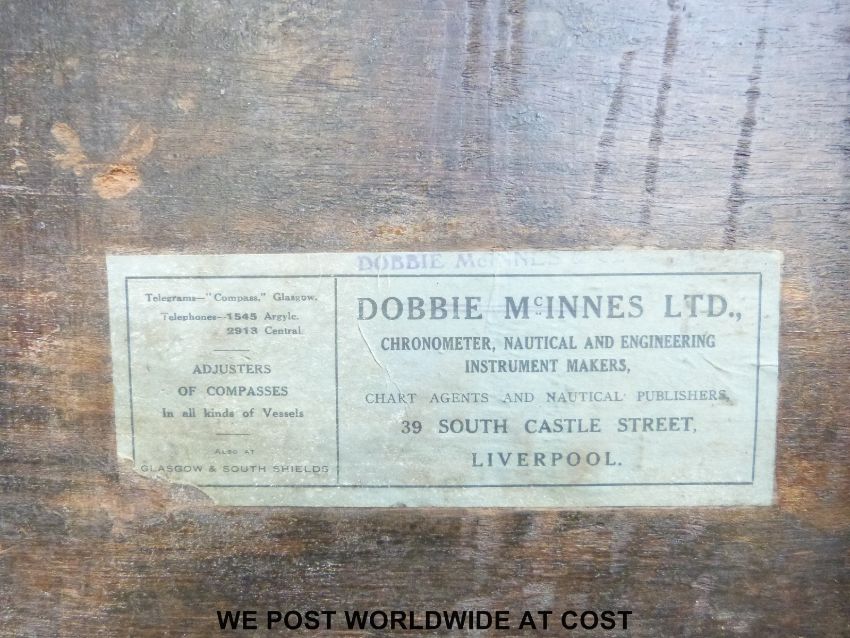 Telegrams—"Compass," Glasgow.
Telephones—1545 Argyle.
2913 Central.
ADJUSTERS
OF COMPASSES
In all kinds of Vessels
ALSO AT
GLASGOW & SOUTH SHIELDS
DOBBIE McINNES
DOBBIE McINNES LTD.,
CHRONOMETER, NAUTICAL AND ENGINEERING
INSTRUMENT MAKERS,
CHART AGENTS AND NAUTICAL PUBLISHERS,
39 SOUTH CASTLE STREET,
LIVERPOOL.
WE POST WORLDWIDE AT COST